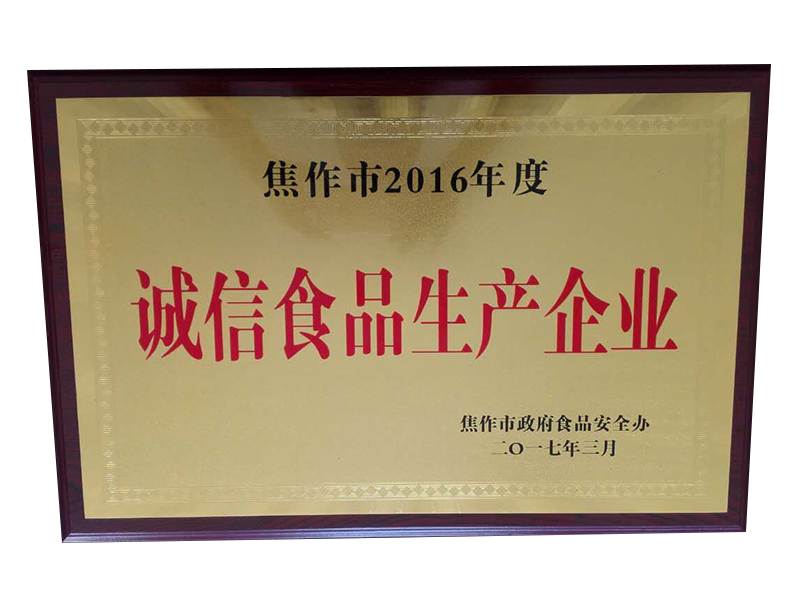 焦作市2016年度
诚信食品生产企业
焦作市政府食品安全办
二〇一七年三月